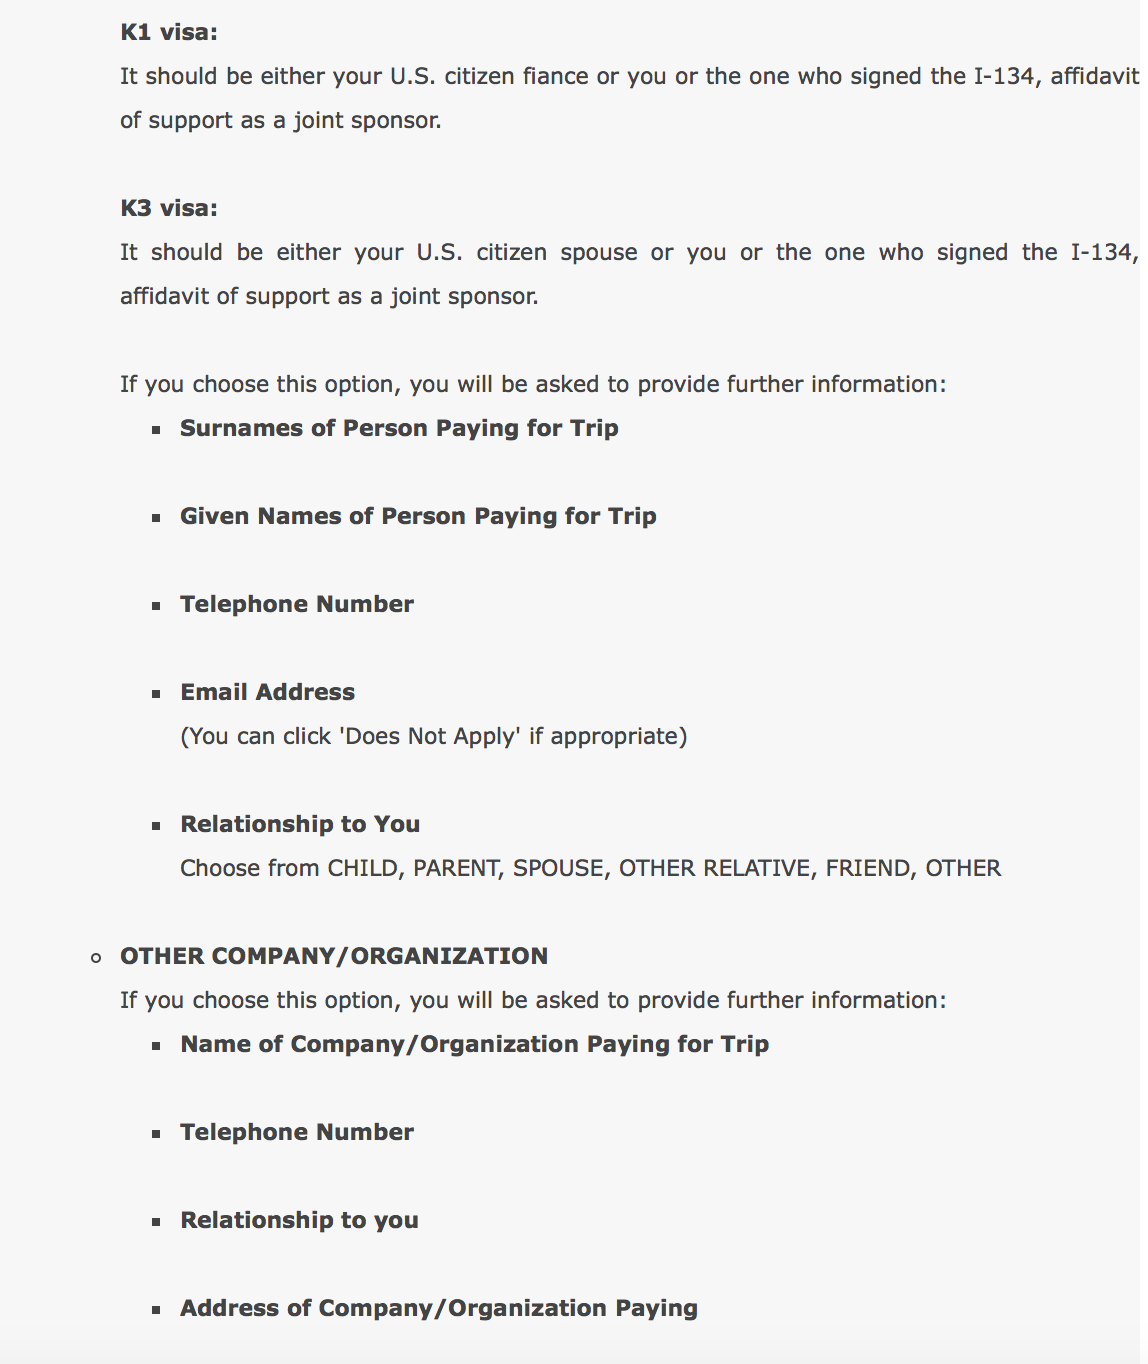 K1 visa:
It should be either your U.S. citizen fiance or you or the one who signed the I-134, affidavit
of support as a joint sponsor.
K3 visa:
It should be either your U.S. citizen spouse or you or the one who signed the I-134,
affidavit of support as a joint sponsor.
If you choose this option, you will be asked to provide further information:
▪ Surnames of Person Paying for Trip
▪ Given Names of Person Paying for Trip
▪ Telephone Number
▪ Email Address
(You can click 'Does Not Apply' if appropriate)
▪ Relationship to You
Choose from CHILD, PARENT, SPOUSE, OTHER RELATIVE, FRIEND, OTHER
○ OTHER COMPANY/ORGANIZATION
If you choose this option, you will be asked to provide further information:
▪ Name of Company/Organization Paying for Trip
▪ Telephone Number
▪ Relationship to you
▪ Address of Company/Organization Paying